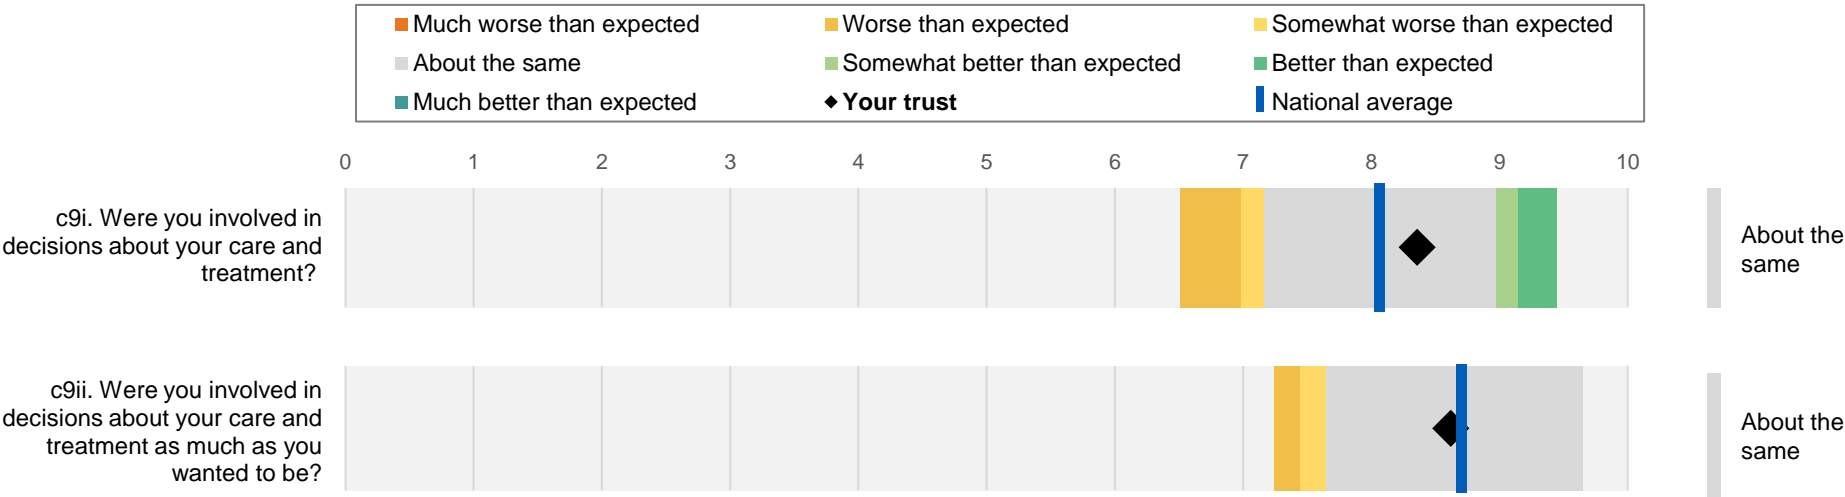 Much worse than expected Worse than expected Somewhat worse than expected
About the same Somewhat better than expected Better than expected
Much better than expected Your trust National average
0 1 2 3 4 5 6 7 8 9 10
c9i. Were you involved in
decisions about your care and
treatment?
About the
same
c9ii. Were you involved in
decisions about your care and
treatment as much as you
wanted to be?
About the
same